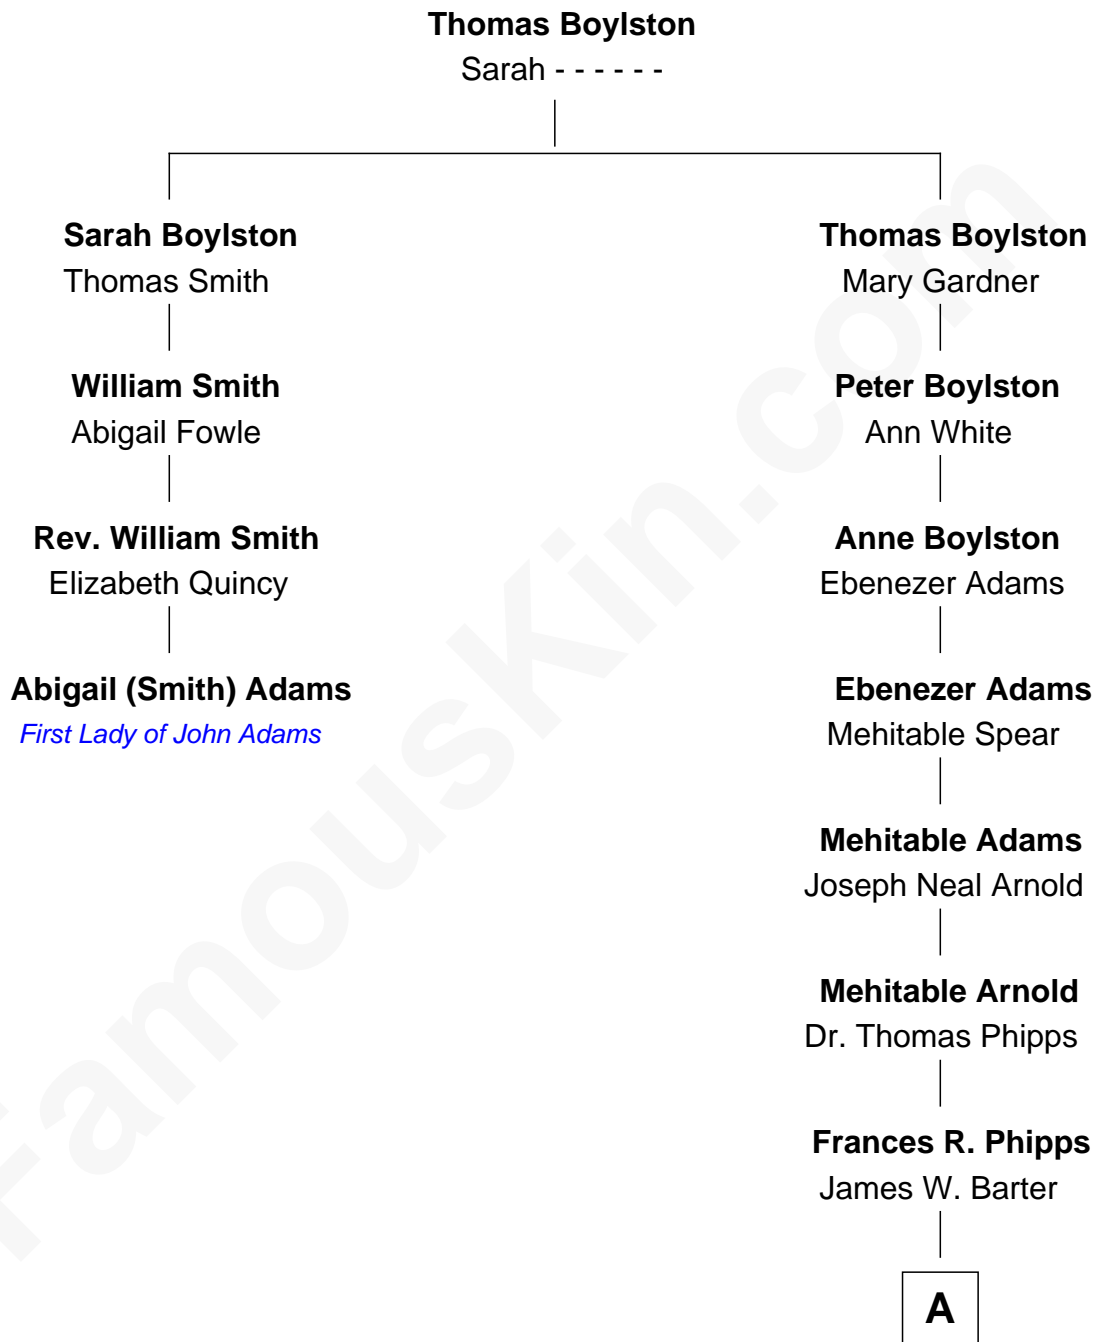 Thomas Boylston
Sarah - - - - - -
Sarah Boylston
Thomas Smith
William Smith
Abigail Fowle
Rev. William Smith
Elizabeth Quincy
Abigail (Smith) Adams
First Lady of John Adams
Thomas Boylston
Mary Gardner
Peter Boylston
Ann White
Anne Boylston
Ebenezer Adams
Ebenezer Adams
Mehitable Spear
Mehitable Adams
Joseph Neal Arnold
Mehitable Arnold
Dr. Thomas Phipps
Frances R. Phipps
James W. Barter
A
FamousKin.com